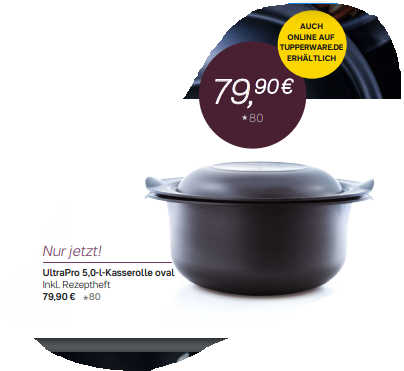 AUCH
ONLINE AUF
TUPPERWARE.DE
ERHÄLTLICH
79,90 €
★80
Nur jetzt!
UltraPro 5,0-l-Kasserolle oval
Inkl. Rezeptheft
79,90 € ★80